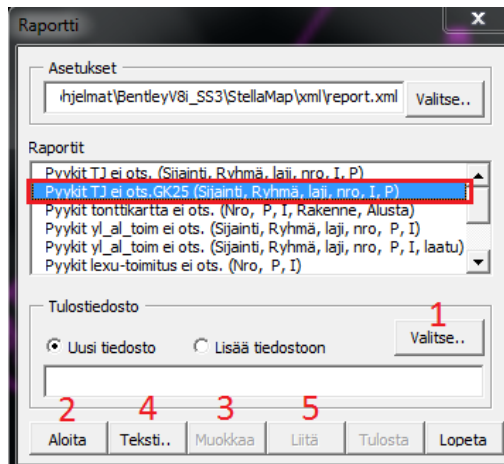 Raportti
x
Asetukset
ohjelmat\BentleyV8i_SS3\StellaMap\xml\report.xml
Valitse..
Raportit
Pyykit TJ ei ots. (Sijainti, Ryhmä, laji, nro, I, P)
Pyykit TJ ei ots.GK25 (Sijainti, Ryhmä, laji, nro, I, P)
Pyykit tonttikartta ei ots. (Nro, P, I, Rakenne, Alusta)
Pyykit yl_al_toim ei ots. (Sijainti, Ryhmä, laji, nro, P, I)
Pyykit yl_al_toim ei ots. (Sijainti, Ryhmä, laji, nro, P, I, laatu)
Pyykit lexu-toimitus ei ots. (Nro, P, I)
Tulostiedosto
1
Uusi tiedosto
Lisää tiedostoon
Valitse..
2 4 3 5
Aloita Teksti.. Muokkaa Liitä Tulosta Lopeta